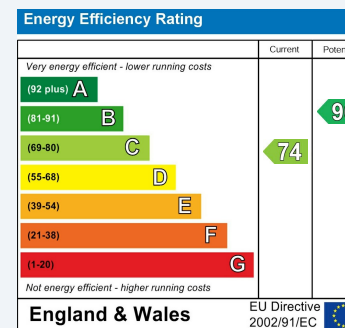 Energy Efficiency Rating
Current
Very energy efficient - lower running costs
(92 plus) A
(81-91) B
(69-80) C
74
(55-68) D
(39-54) E
(21-38) F
(1-20) G
Not energy efficient - higher running costs
England & Wales
EU Directive
2002/91/EC